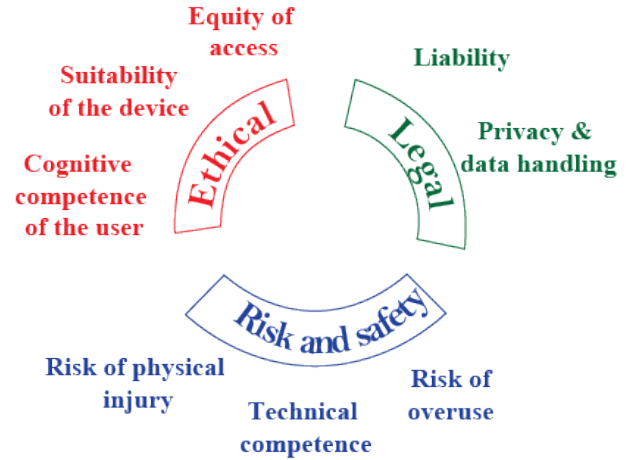 Equity of
access
Suitability
of the device
Cognitive
competence
of the user
Ethical
Liability
Privacy &
data handling
Legal
Risk and safety
Risk of physical
injury
Technical
competence
Risk of
overuse